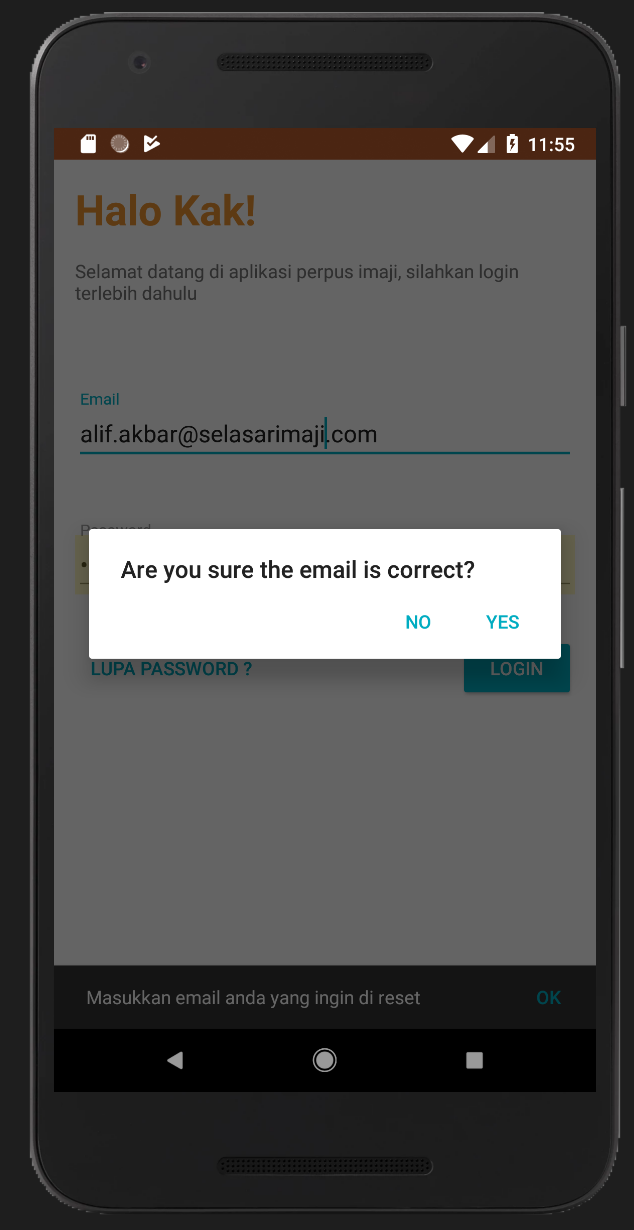 11:55
Halo Kak!
Selamat datang di aplikasi perpus imaji, silahkan login
terlebih dahulu
Email
alif.akbar@selasarimaji.com
Password
Are you sure the email is correct?
NO YES
LUPA PASSWORD ? LOGIN
Masukkan email anda yang ingin di reset OK